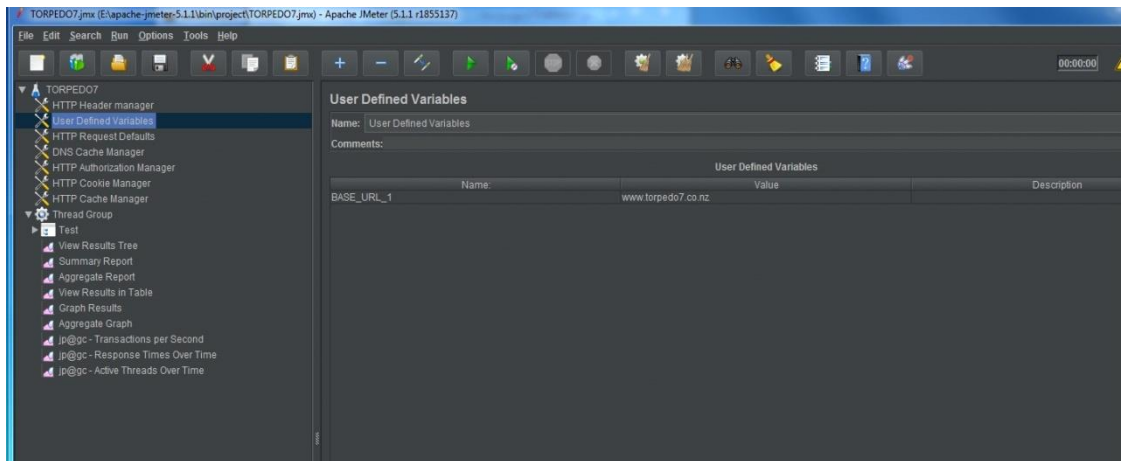 TORPEDO7.jmx (E:\apache-jmeter-5.1.1\bin\project\TORPEDO7.jmx) - Apache JMeter (5.1.1 r1855137)
File Edit Search Run Options Tools Help
00:00:00
TORPEDO7
HTTP Header manager
User Defined Variables
HTTP Request Defaults
DNS Cache Manager
HTTP Authorization Manager
HTTP Cookie Manager
HTTP Cache Manager
Thread Group
Test
View Results Tree
Summary Report
Aggregate Report
View Results in Table
Graph Results
Aggregate Graph
jp@gc - Transactions per Second
jp@gc - Response Times Over Time
jp@gc - Active Threads Over Time
User Defined Variables
Name: User Defined Variables
Comments:
User Defined Variables
Name: Value Description
BASE_URL_1 www.torpedo7.co.nz